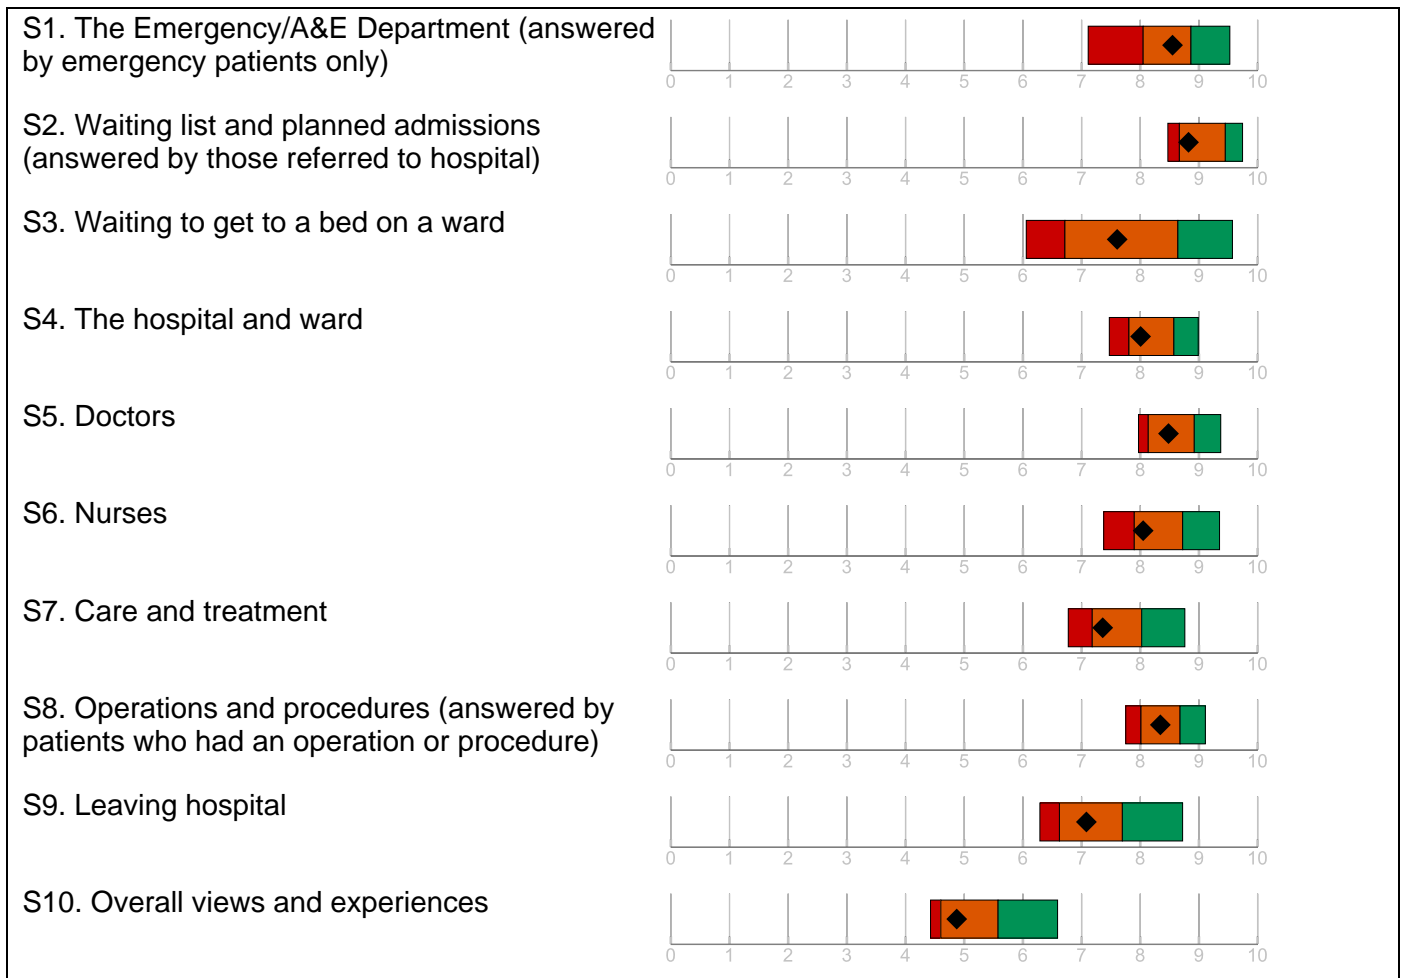 S1. The Emergency/A&E Department (answered
by emergency patients only)
0 1 2 3 4 5 6 7 8 9 10
S2. Waiting list and planned admissions
(answered by those referred to hospital)
0 1 2 3 4 5 6 7 8 9 10
S3. Waiting to get to a bed on a ward
0 1 2 3 4 5 6 7 8 9 10
S4. The hospital and ward
0 1 2 3 4 5 6 7 8 9 10
S5. Doctors
0 1 2 3 4 5 6 7 8 9 10
S6. Nurses
0 1 2 3 4 5 6 7 8 9 10
S7. Care and treatment
0 1 2 3 4 5 6 7 8 9 10
S8. Operations and procedures (answered by
patients who had an operation or procedure)
0 1 2 3 4 5 6 7 8 9 10
S9. Leaving hospital
0 1 2 3 4 5 6 7 8 9 10
S10. Overall views and experiences
0 1 2 3 4 5 6 7 8 9 10